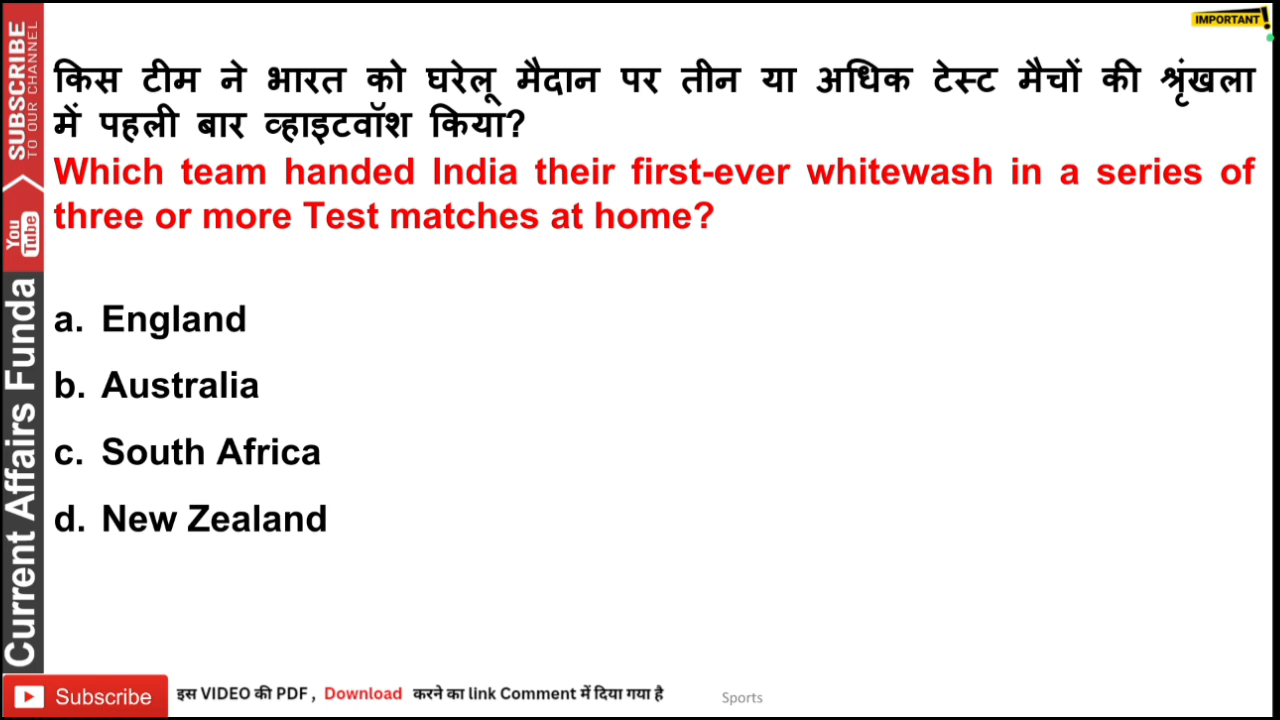 IMPORTANT!
किस टीम ने भारत को घरेलू मैदान पर तीन या अधिक टेस्ट मैचों की श्रृंखला
में पहली बार व्हाइटवॉश किया?
Which team handed India their first-ever whitewash in a series of
three or more Test matches at home?
a. England
b. Australia
c. South Africa
d. New Zealand
SUBSCRIBE
TO OUR CHANNEL
You
Tube
Current Affairs Funda
Subscribe
इस VIDEO की PDF , Download करने का link Comment में दिया गया है
Sports